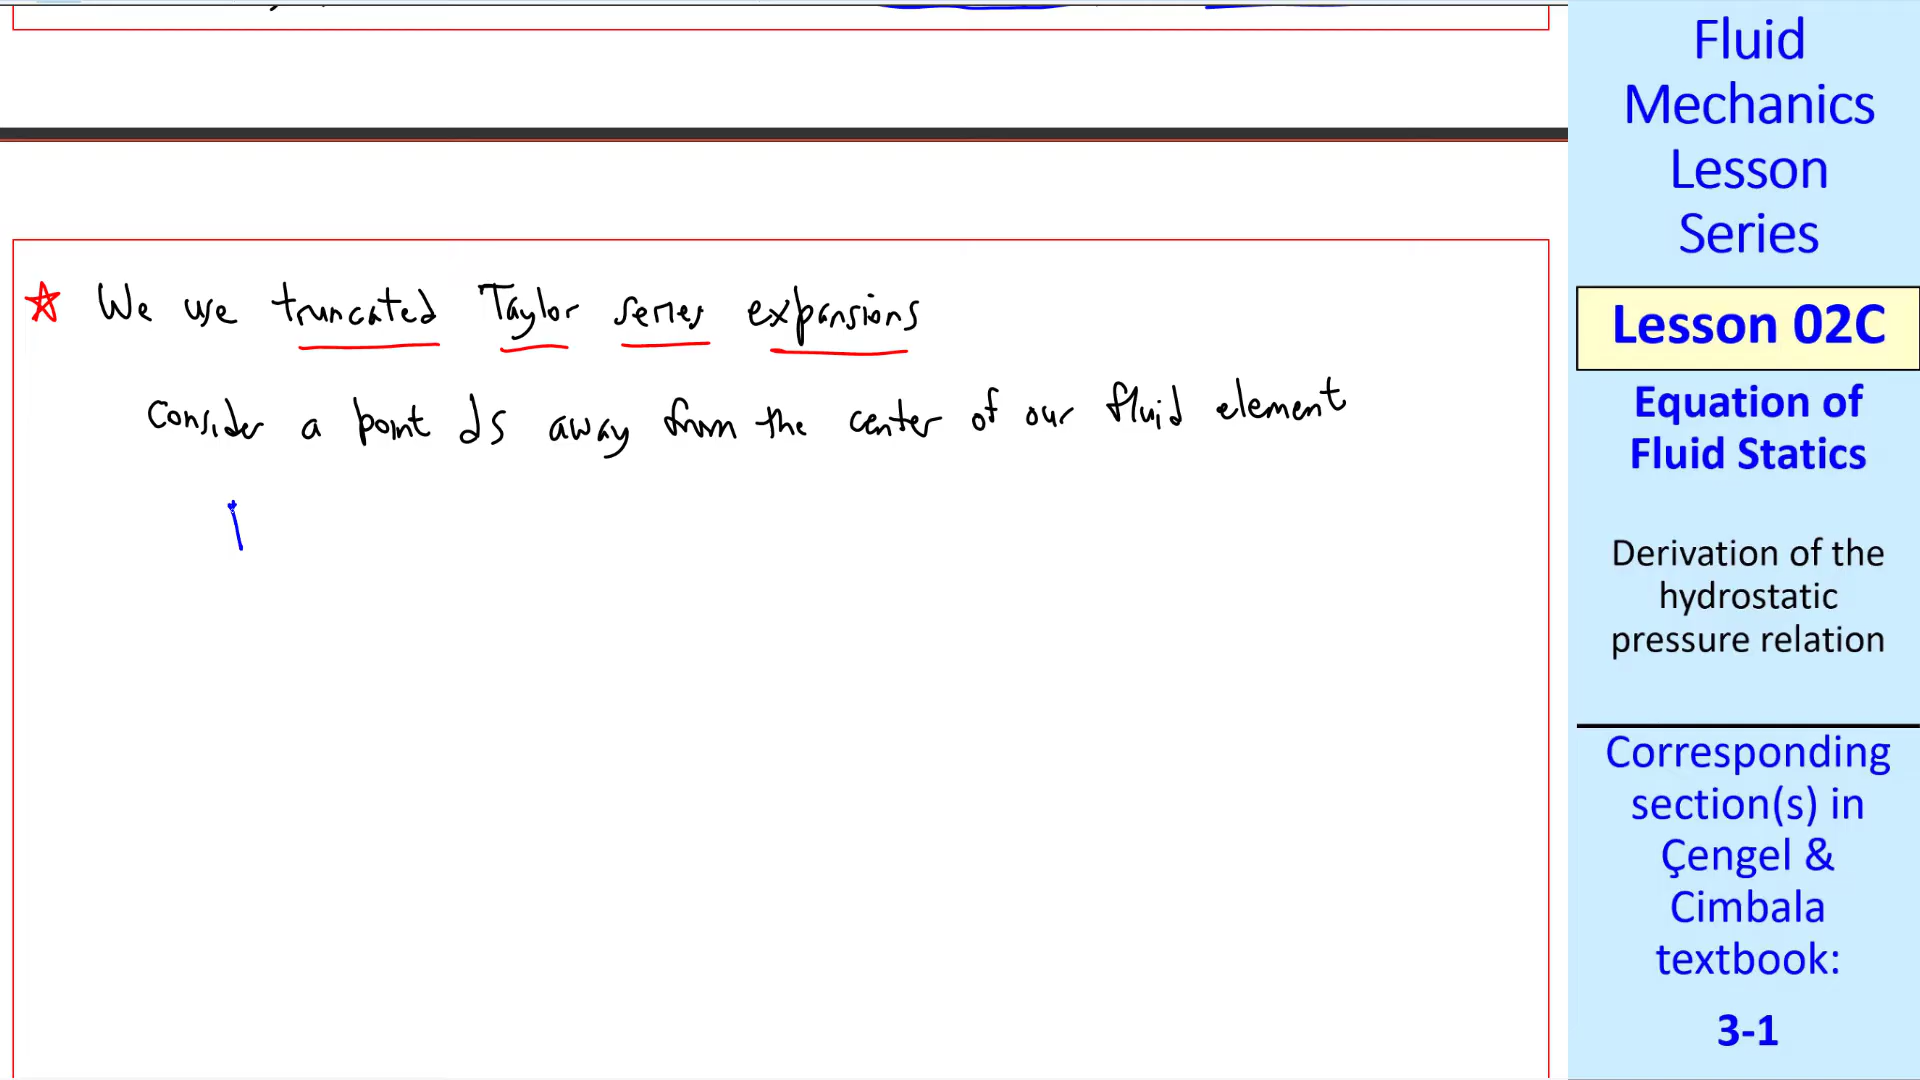 We use truncated Taylor series expansions
Consider a point ds away from the center of our fluid element
Fluid
Mechanics
Lesson
Series
Lesson 02C
Equation of
Fluid Statics
Derivation of the
hydrostatic
pressure relation
Corresponding
section(s) in
Çengel &
Cimbala
textbook:
3-1